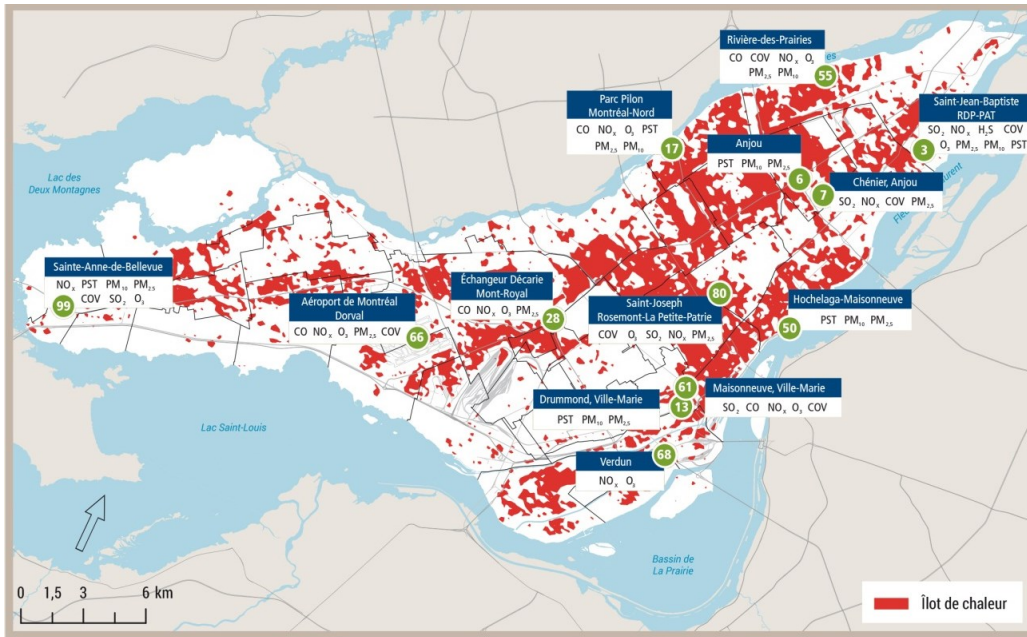 Rivière-des-Prairies
CO COV NOₓ O₃
PM₂,₅ PM₁₀
55
Parc Pilon
Montréal-Nord
CO NOₓ O₃ PST
PM₂,₅ PM₁₀
17
Saint-Jean-Baptiste
RDP-PAT
SO₂ NOₓ H₂S COV
O₃ PM₂,₅ PM₁₀ PST
3
Anjou
PST PM₁₀ PM₂,₅
6
7
Chénier, Anjou
SO₂ NOₓ COV PM₂,₅
Lac des
Deux Montagnes
Sainte-Anne-de-Bellevue
NOₓ PST PM₁₀ PM₂,₅
COV SO₂ O₃
99
Aéroport de Montréal
Dorval
CO NOₓ O₃ PM₂,₅ COV
66
Échangeur Décarie
Mont-Royal
CO NOₓ O₃ PM₂,₅
28
Saint-Joseph
Rosemont-La Petite-Patrie
COV O₃ SO₂ NOₓ PM₂,₅
80
Hochelaga-Maisonneuve
PST PM₁₀ PM₂,₅
50
61
13
Drummond, Ville-Marie
PST PM₁₀ PM₂,₅
Maisonneuve, Ville-Marie
SO₂ CO NOₓ O₃ COV
Lac Saint-Louis
68
Verdun
NOₓ O₃
Bassin de
La Prairie
0 1,5 3 6 km
Îlot de chaleur